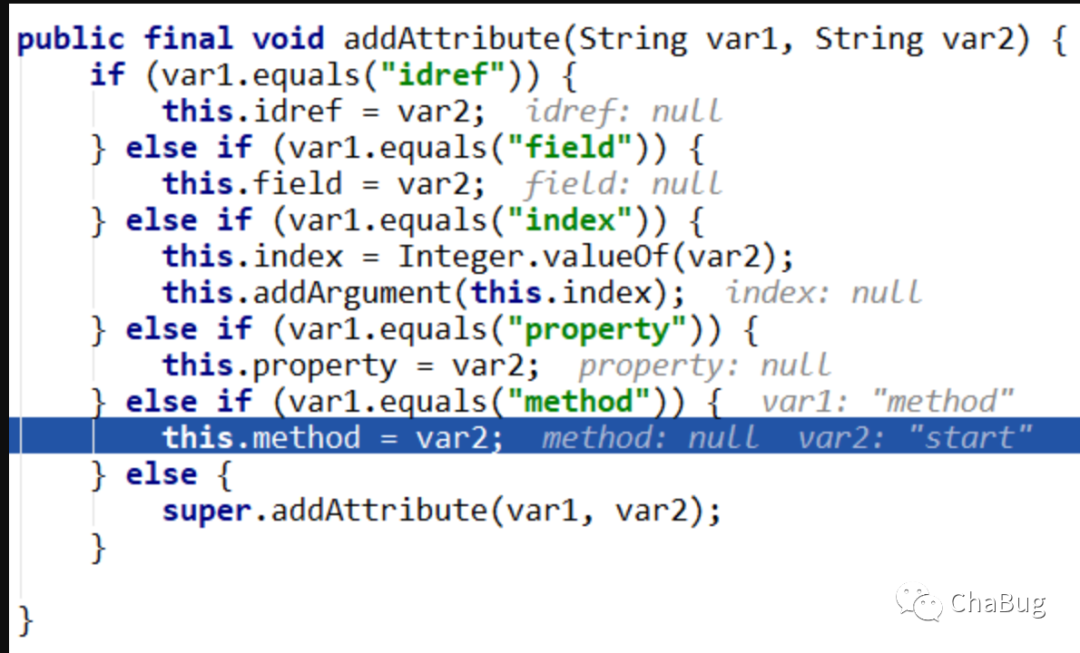 public final void addAttribute(String var1, String var2) {
    if (var1.equals("idref")) {
        this.idref = var2;  idref: null
    } else if (var1.equals("field")) {
        this.field = var2;  field: null
    } else if (var1.equals("index")) {
        this.index = Integer.valueOf(var2);
        this.addArgument(this.index);  index: null
    } else if (var1.equals("property")) {
        this.property = var2;  property: null
    } else if (var1.equals("method")) {  var1: "method"
        this.method = var2;  method: null  var2: "start"
    } else {
        super.addAttribute(var1, var2);
    }
}
ChaBug